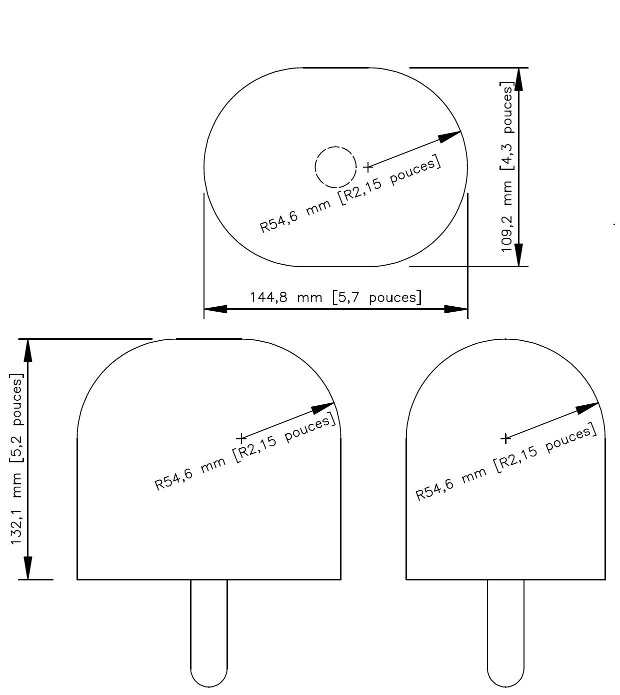 109,2 mm [4,3 pouces]
R54,6 mm [R2,15 pouces]
144,8 mm [5,7 pouces]
132,1 mm [5,2 pouces]
R54,6 mm [R2,15 pouces]
R54,6 mm [R2,15 pouces]